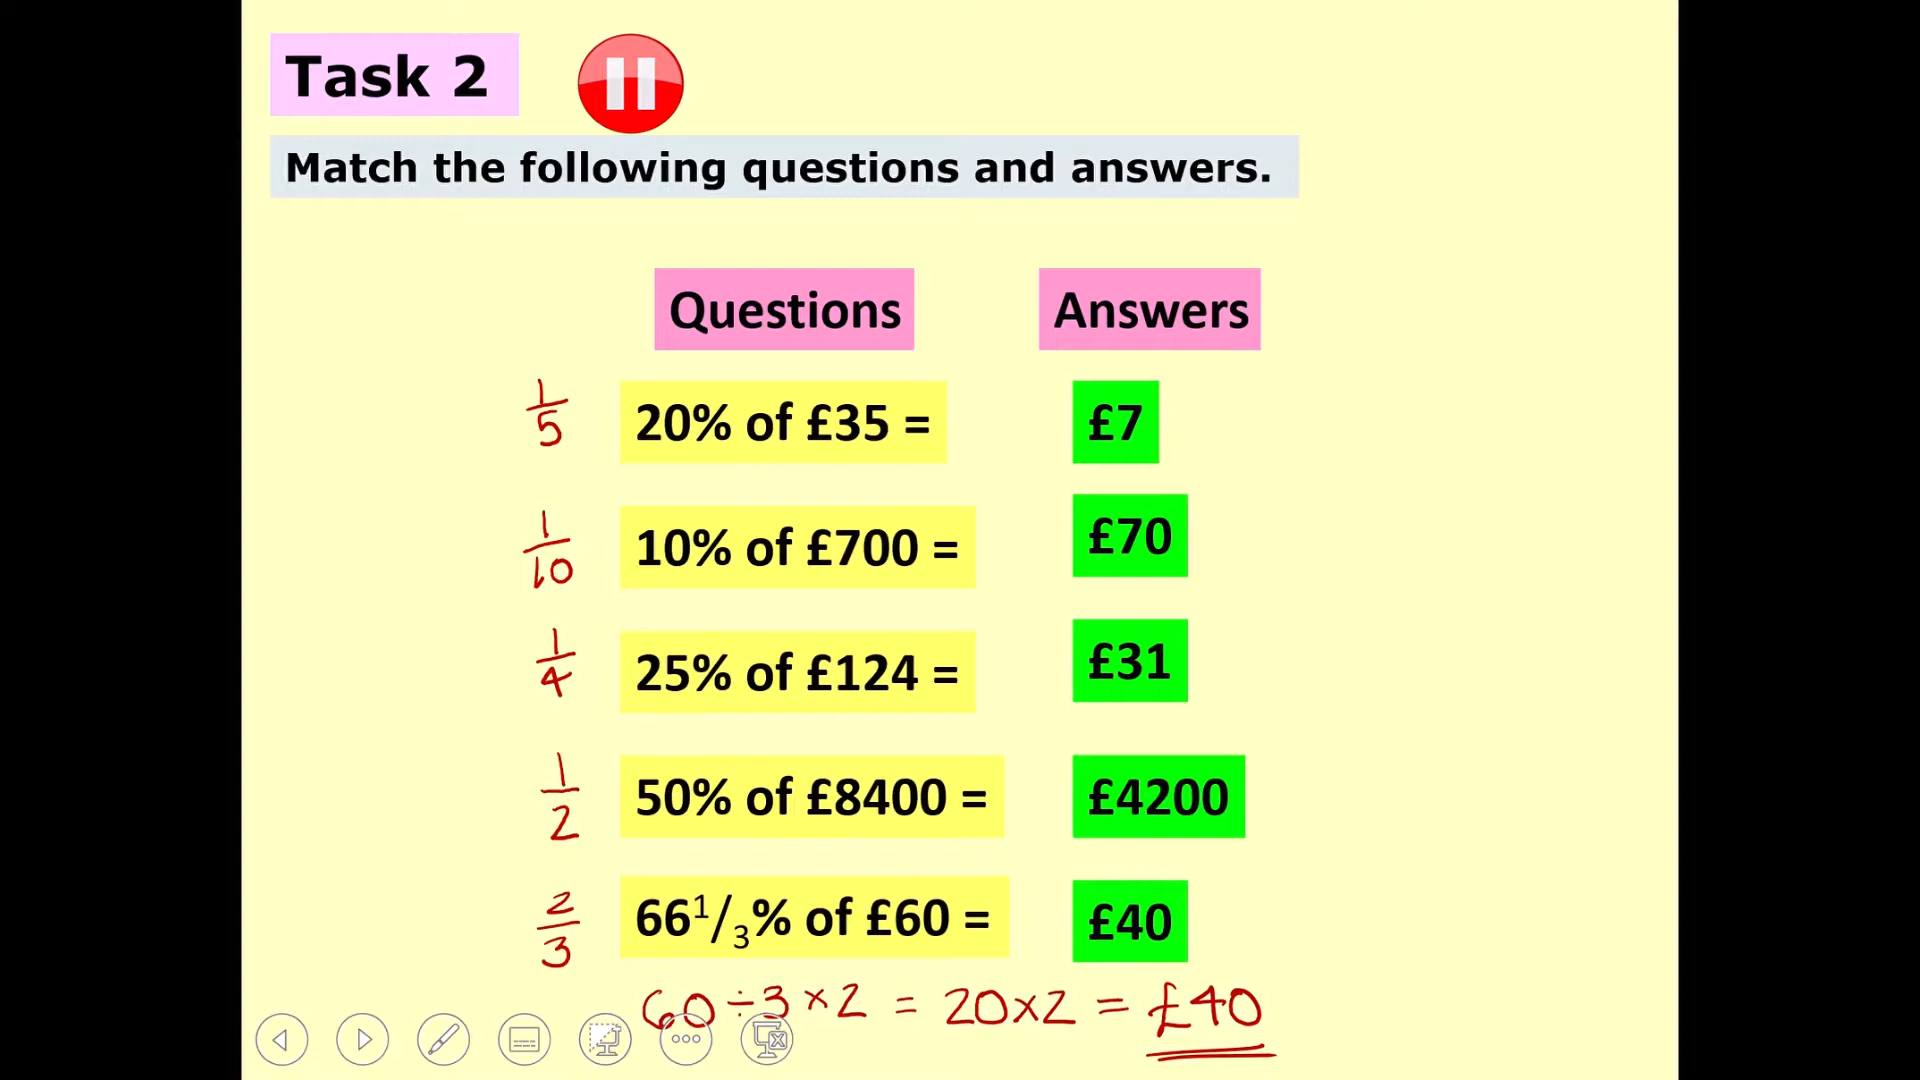 Task 2
Match the following questions and answers.
Questions Answers
1/5 20% of £35 = £7
1/10 10% of £700 = £70
1/4 25% of £124 = £31
1/2 50% of £8400 = £4200
2/3 66 1/3% of £60 = £40
60 ÷ 3 × 2 = 20 × 2 = £40